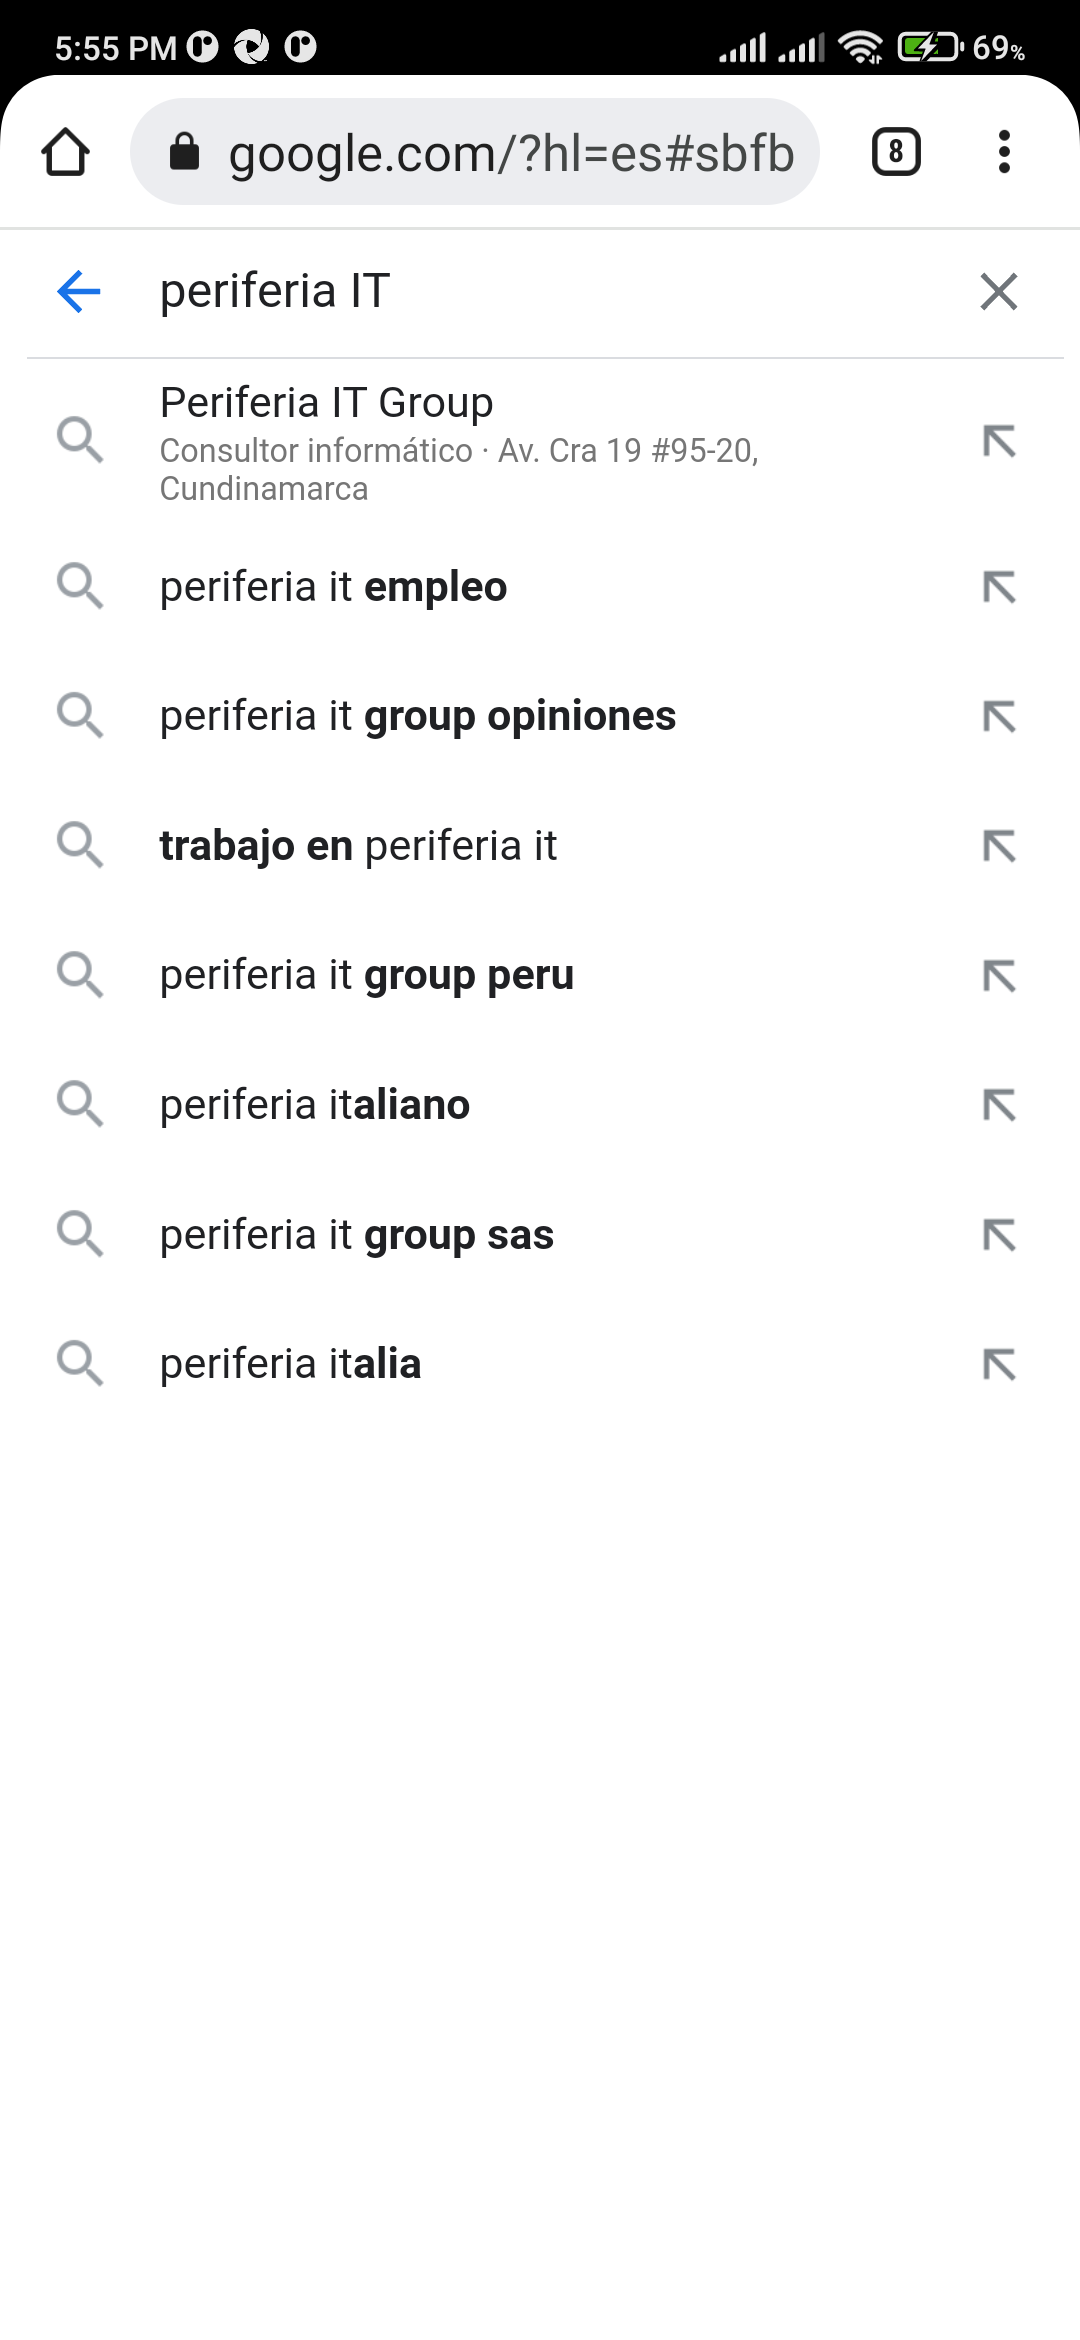 5:55 PM
69%
google.com/?hl=es#sbfb
8
periferia IT
Periferia IT Group
Consultor informático · Av. Cra 19 #95-20,
Cundinamarca
periferia it empleo
periferia it group opiniones
trabajo en periferia it
periferia it group peru
periferia italiano
periferia it group sas
periferia italia